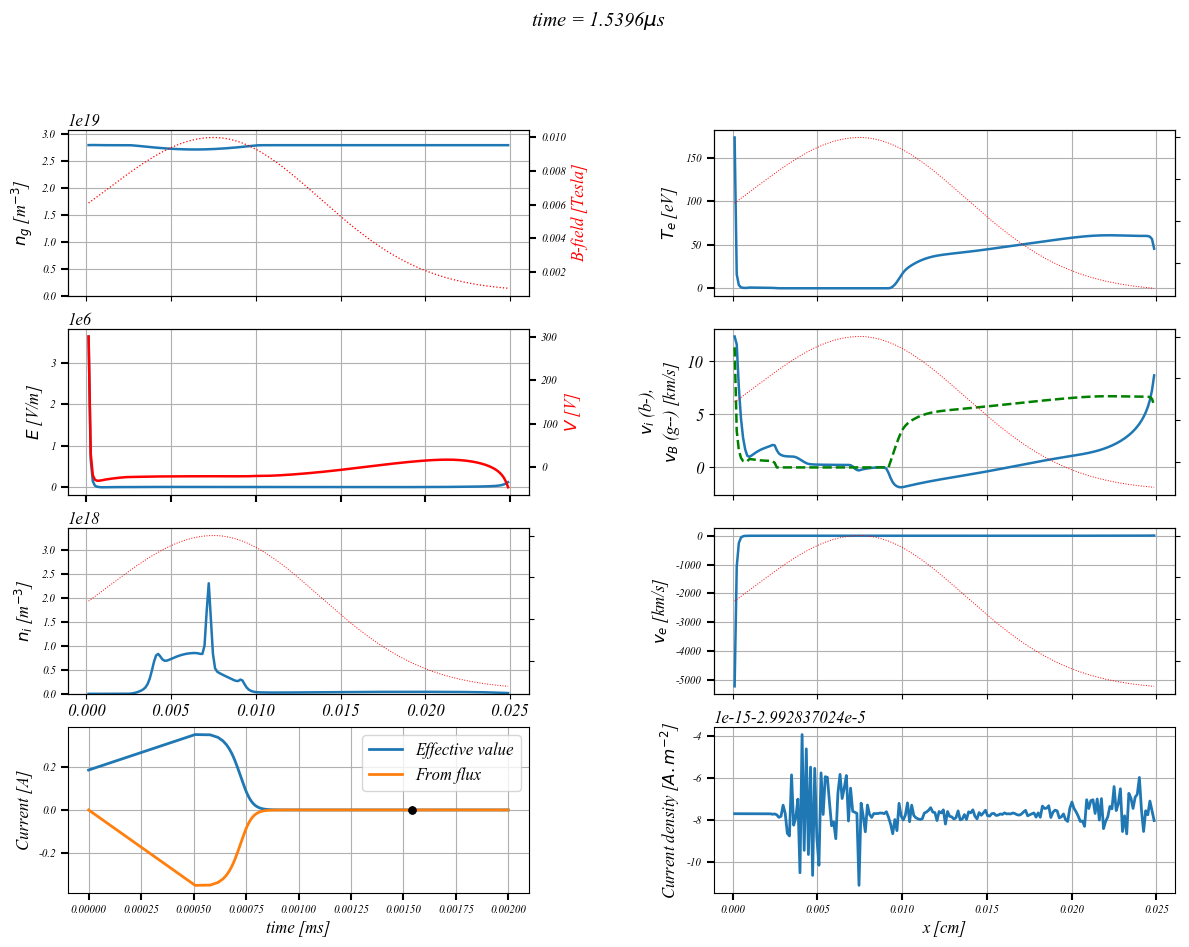 time = 1.5396μs
1e19
3.0
2.5
2.0
1.5
1.0
0.5
0.0
n_g [m^{-3}]
0.010
0.008
0.006
0.004
0.002
B-field [Tesla]
150
100
50
0
T_e [eV]
1e6
3
2
1
0
E [V/m]
300
200
100
0
V [V]
10
5
0
v_i (b-),
v_B (g--) [km/s]
1e18
3.0
2.5
2.0
1.5
1.0
0.5
0.0
n_i [m^{-3}]
0.000 0.005 0.010 0.015 0.020 0.025
0
-1000
-2000
-3000
-4000
-5000
v_e [km/s]
0.2
0.0
-0.2
Current [A]
Effective value
From flux
0.00000 0.00025 0.00050 0.00075 0.00100 0.00125 0.00150 0.00175 0.00200
time [ms]
1e-15-2.992837024e-5
-4
-6
-8
-10
Current density [A.m^{-2}]
0.000 0.005 0.010 0.015 0.020 0.025
x [cm]